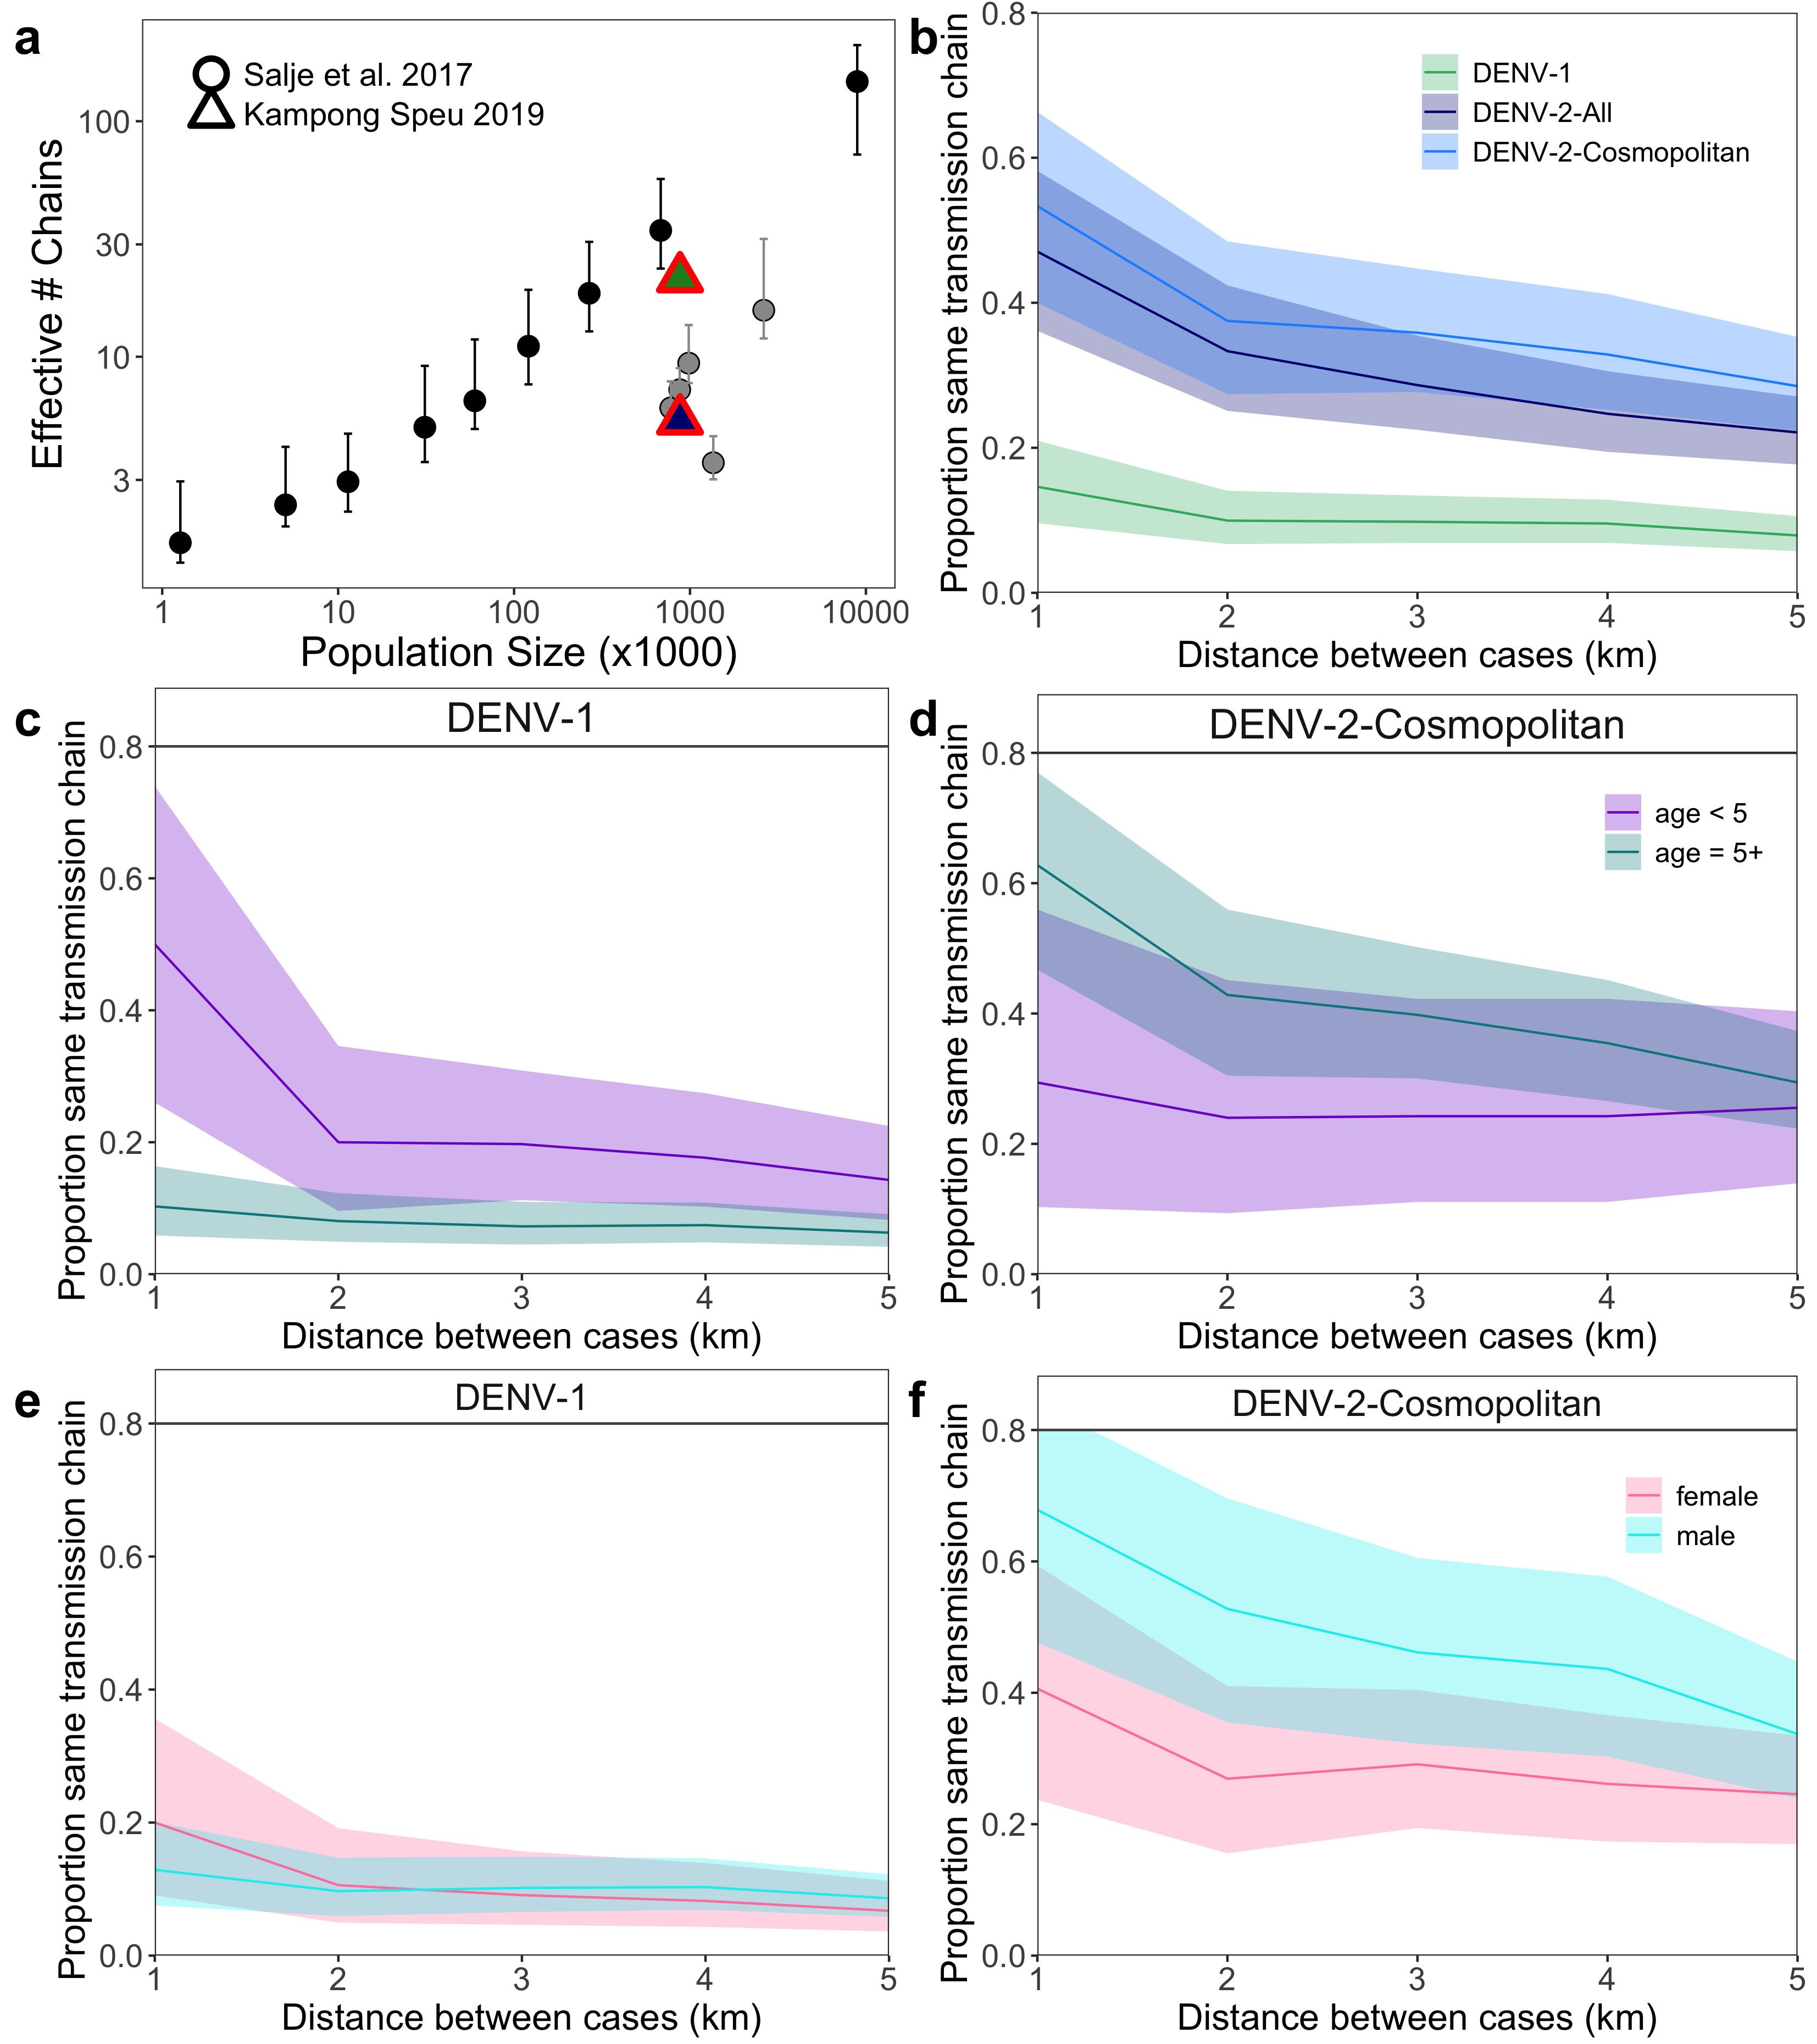 a
Salje et al. 2017
Kampong Speu 2019
Effective # Chains
100
30
10
3
1
10
100
1000
10000
Population Size (x1000)
b
Proportion same transmission chain
0.8
0.6
0.4
0.2
0.0
DENV-1
DENV-2-All
DENV-2-Cosmopolitan
1
2
3
4
5
Distance between cases (km)
c
DENV-1
Proportion same transmission chain
0.8
0.6
0.4
0.2
0.0
1
2
3
4
5
Distance between cases (km)
d
DENV-2-Cosmopolitan
Proportion same transmission chain
0.8
0.6
0.4
0.2
0.0
age < 5
age = 5+
1
2
3
4
5
Distance between cases (km)
e
DENV-1
Proportion same transmission chain
0.8
0.6
0.4
0.2
0.0
1
2
3
4
5
Distance between cases (km)
f
DENV-2-Cosmopolitan
Proportion same transmission chain
0.8
0.6
0.4
0.2
0.0
female
male
1
2
3
4
5
Distance between cases (km)